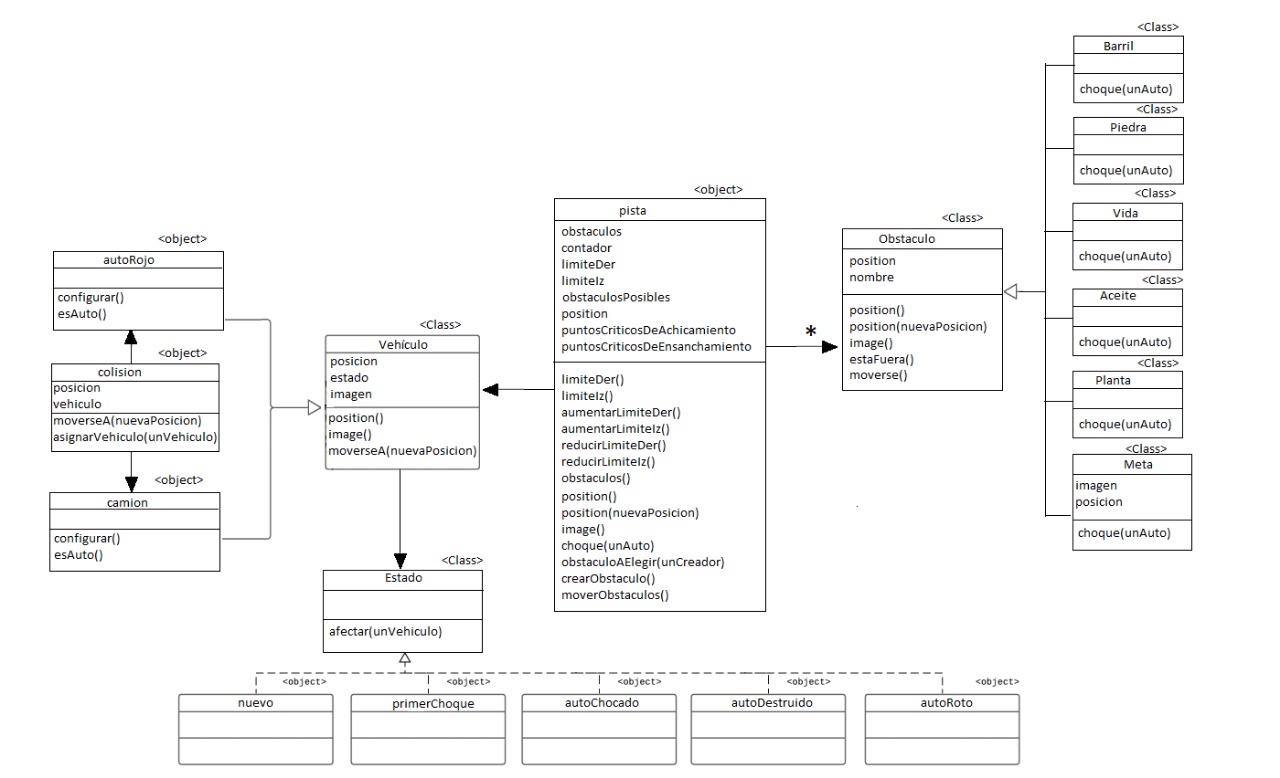 <object>
autoRojo
configurar()
esAuto()
<object>
colision
posicion
vehiculo
moverseA(nuevaPosicion)
asignarVehiculo(unVehiculo)
<object>
camion
configurar()
esAuto()
<Class>
Vehículo
posicion
estado
imagen
position()
image()
moverseA(nuevaPosicion)
<Class>
Estado
afectar(unVehiculo)
<object>
nuevo
<object>
primerChoque
<object>
autoChocado
<object>
autoDestruido
<object>
autoRoto
<object>
pista
obstaculos
contador
limiteDer
limiteIz
obstaculosPosibles
position
puntosCriticosDeAchicamiento
puntosCriticosDeEnsanchamiento
limiteDer()
limiteIz()
aumentarLimiteDer()
aumentarLimiteIz()
reducirLimiteDer()
reducirLimiteIz()
obstaculos()
position()
position(nuevaPosicion)
image()
choque(unAuto)
obstaculoAElegir(unCreador)
crearObstaculo()
moverObstaculos()
*
<Class>
Obstaculo
position
nombre
position()
position(nuevaPosicion)
image()
estaFuera()
moverse()
<Class>
Barril
choque(unAuto)
<Class>
Piedra
choque(unAuto)
<Class>
Vida
choque(unAuto)
<Class>
Aceite
choque(unAuto)
<Class>
Planta
choque(unAuto)
<Class>
Meta
imagen
posicion
choque(unAuto)